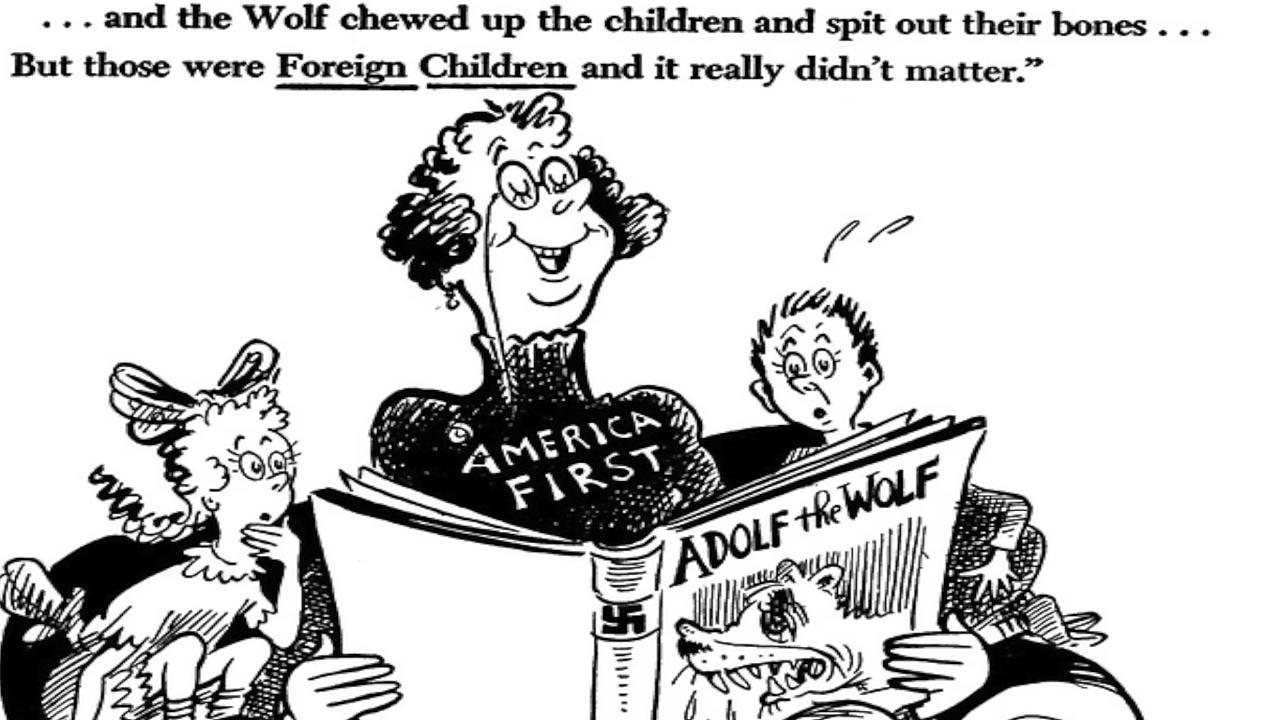 ... and the Wolf chewed up the children and spit out their bones ...
But those were Foreign Children and it really didn't matter."
AMERICA
FIRST
ADOLF the WOLF